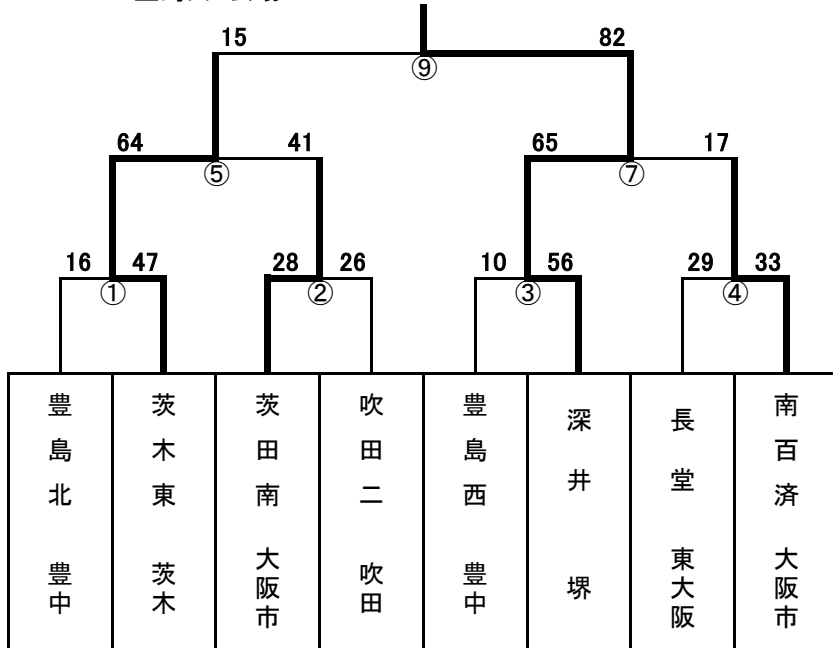 15 82
⑨
64 41 65 17
⑤ ⑦
16 47 28 26 10 56 29 33
① ② ③ ④
豊島北 豊中
茨木東 茨木
茨田南 大阪市
吹田二 吹田
豊島西 豊中
深井 堺
長堂 東大阪
南百済 大阪市